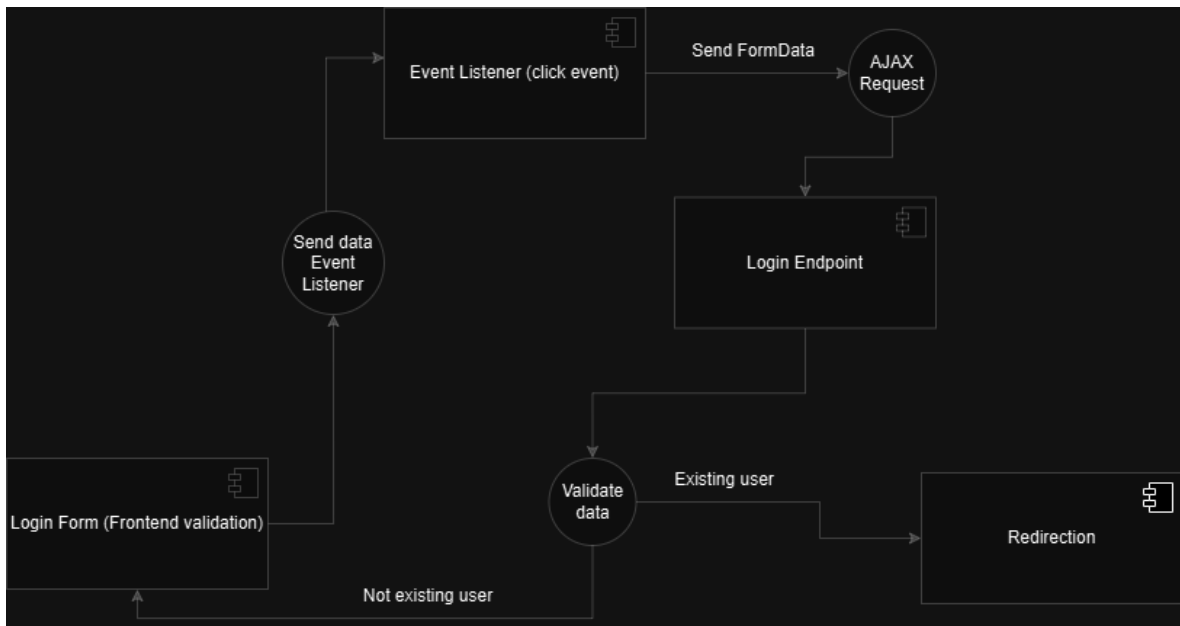 Event Listener (click event)
Send FormData
AJAX
Request
Send data
Event
Listener
Login Endpoint
Login Form (Frontend validation)
Validate
data
Existing user
Redirection
Not existing user